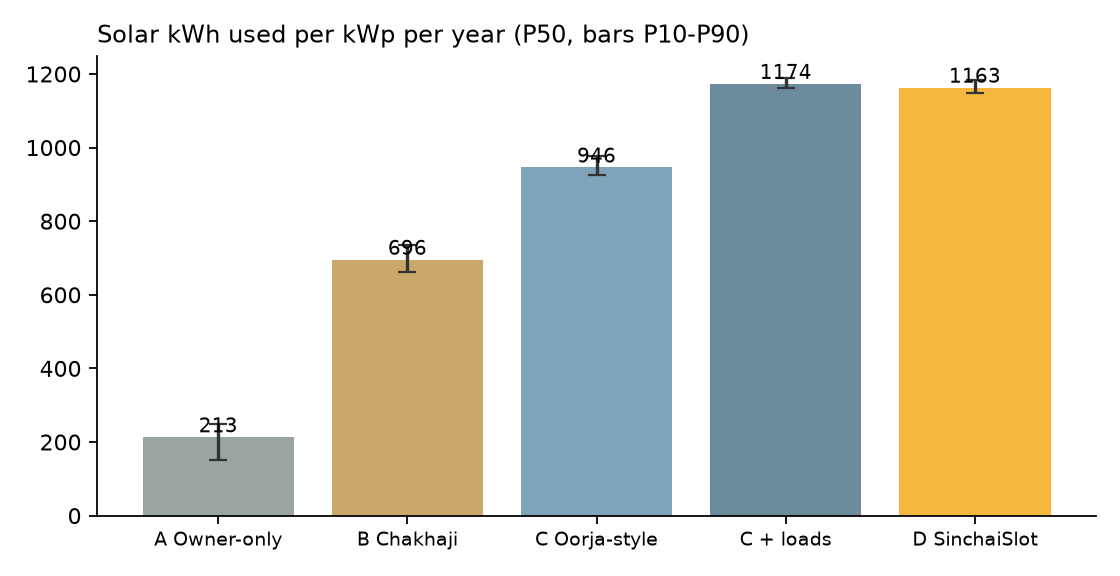 Solar kWh used per kWp per year (P50, bars P10-P90)
1200
1000
800
600
400
200
0
213
696
946
1174
1163
A Owner-only
B Chakhaji
C Oorja-style
C + loads
D SinchaiSlot